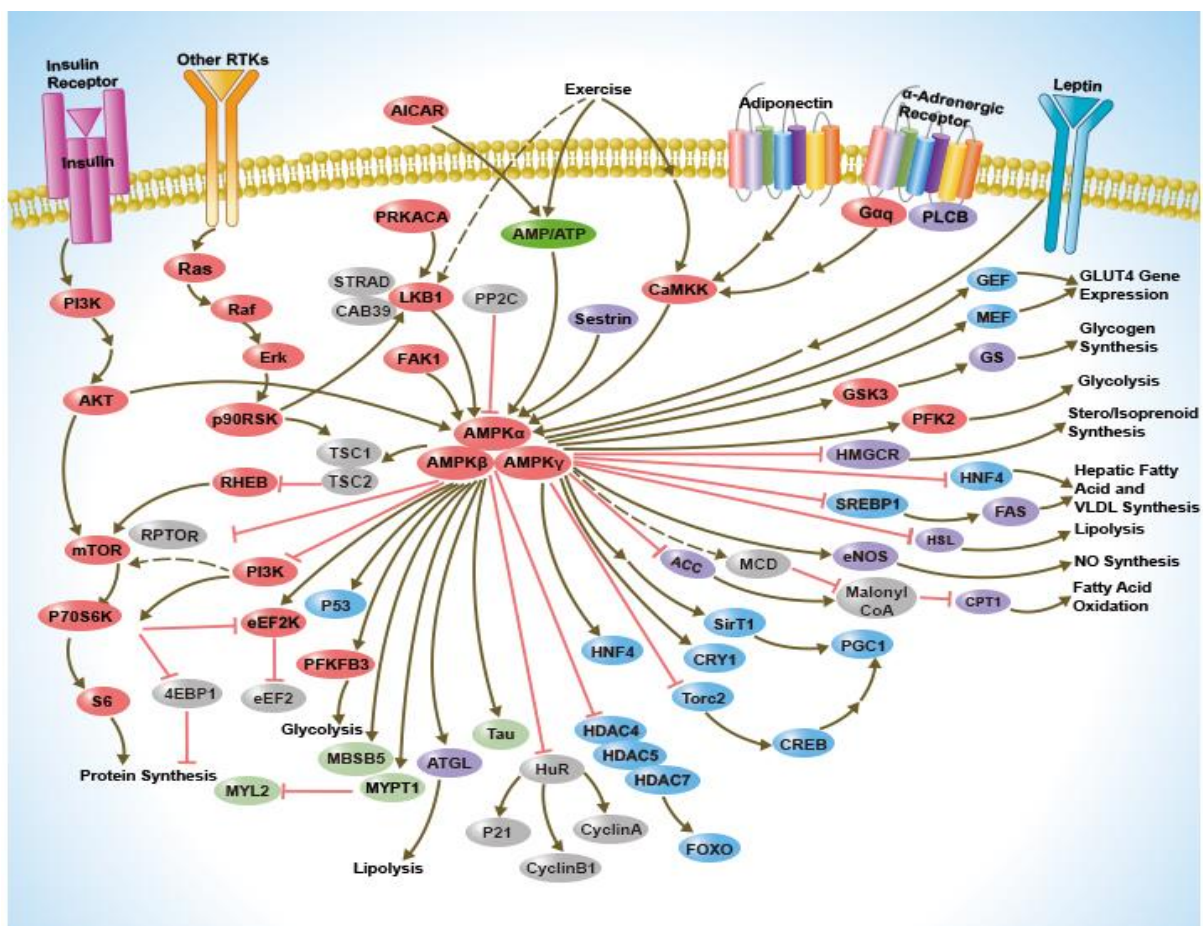 Insulin
Receptor
Other RTKs
Exercise
Adiponectin
α-Adrenergic
Receptor
Leptin
AICAR
Insulin
PRKACA
AMP/ATP
Gαq
PLCB
Ras
STRAD
CAB39
LKB1
PP2C
CaMKK
GEF
GLUT4 Gene
Expression
PI3K
Raf
Sestrin
MEF
Erk
FAK1
GS
Glycogen
Synthesis
AKT
p90RSK
GSK3
PFK2
Glycolysis
AMPKα
Stero/Isoprenoid
Synthesis
TSC1
TSC2
AMPKβ
AMPKγ
HMGCR
RHEB
HNF4
Hepatic Fatty
Acid and
VLDL Synthesis
SREBP1
FAS
RPTOR
mTOR
HSL
Lipolysis
eNOS
NO Synthesis
PI3K
ACC
MCD
Malonyl
CoA
CPT1
Fatty Acid
Oxidation
P53
P70S6K
eEF2K
SirT1
HNF4
CRY1
PGC1
PFKFB3
S6
4EBP1
eEF2
Torc2
Glycolysis
Tau
HDAC4
HDAC5
HDAC7
CREB
Protein Synthesis
MBSB5
ATGL
HuR
MYL2
MYPT1
P21
CyclinA
FOXO
Lipolysis
CyclinB1